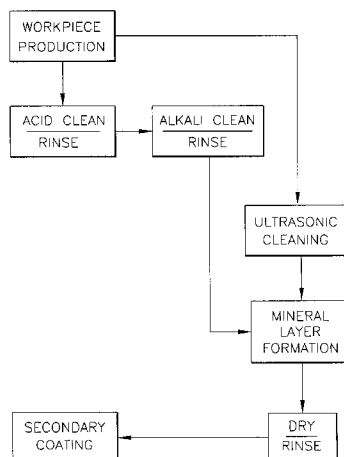 WORKPIECE
PRODUCTION
ACID CLEAN
RINSE
ALKALI CLEAN
RINSE
ULTRASONIC
CLEANING
MINERAL
LAYER
FORMATION
SECONDARY
COATING
DRY
RINSE